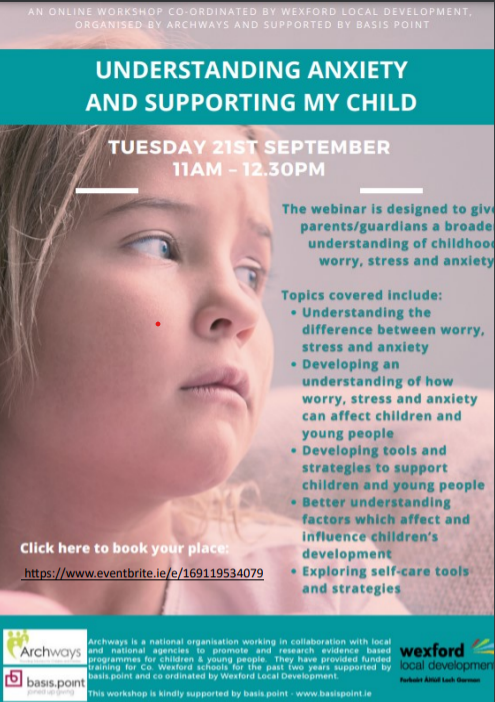 AN ONLINE WORKSHOP CO-ORDINATED BY WEXFORD LOCAL DEVELOPMENT,
ORGANISED BY ARCHWAYS AND SUPPORTED BY BASIS POINT
UNDERSTANDING ANXIETY
AND SUPPORTING MY CHILD
TUESDAY 21ST SEPTEMBER
11AM – 12.30PM
The webinar is designed to give
parents/guardians a broade
understanding of childhood
worry, stress and anxiety
Topics covered include:
• Understanding the
difference between worry,
stress and anxiety
• Developing an
understanding of how
worry, stress and anxiety
can affect children and
young people
• Developing tools and
strategies to support
children and young people
• Better understanding
factors which affect and
influence children's
development
• Exploring self-care tools
and strategies
Click here to book your place:
https://www.eventbrite.ie/e/169119534079
Archways
basis.point
joined up giving
Archways is a national organisation working in collaboration with local
and national agencies to promote and research evidence based
programmes for children & young people. They have provided funded
training for Co. Wexford schools for the past two years supported by
basis.point and co ordinated by Wexford Local Development.
This workshop is kindly supported by basis.point - www.basispoint.ie
wexford
local development
Forbairt Áitiúil Loch Garman